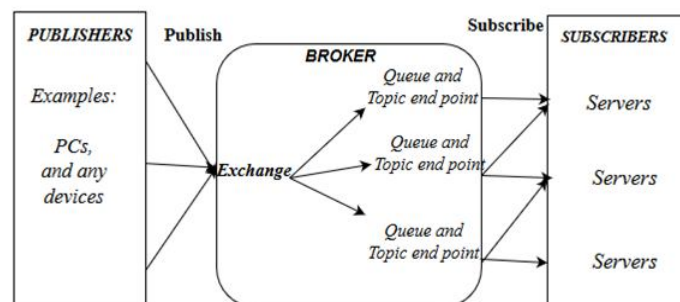 PUBLISHERS
Examples:
PCs,
and any
devices
Publish
BROKER
Exchange
Queue and
Topic end point
Queue and
Topic end point
Queue and
Topic end point
Subscribe
SUBSCRIBERS
Servers
Servers
Servers